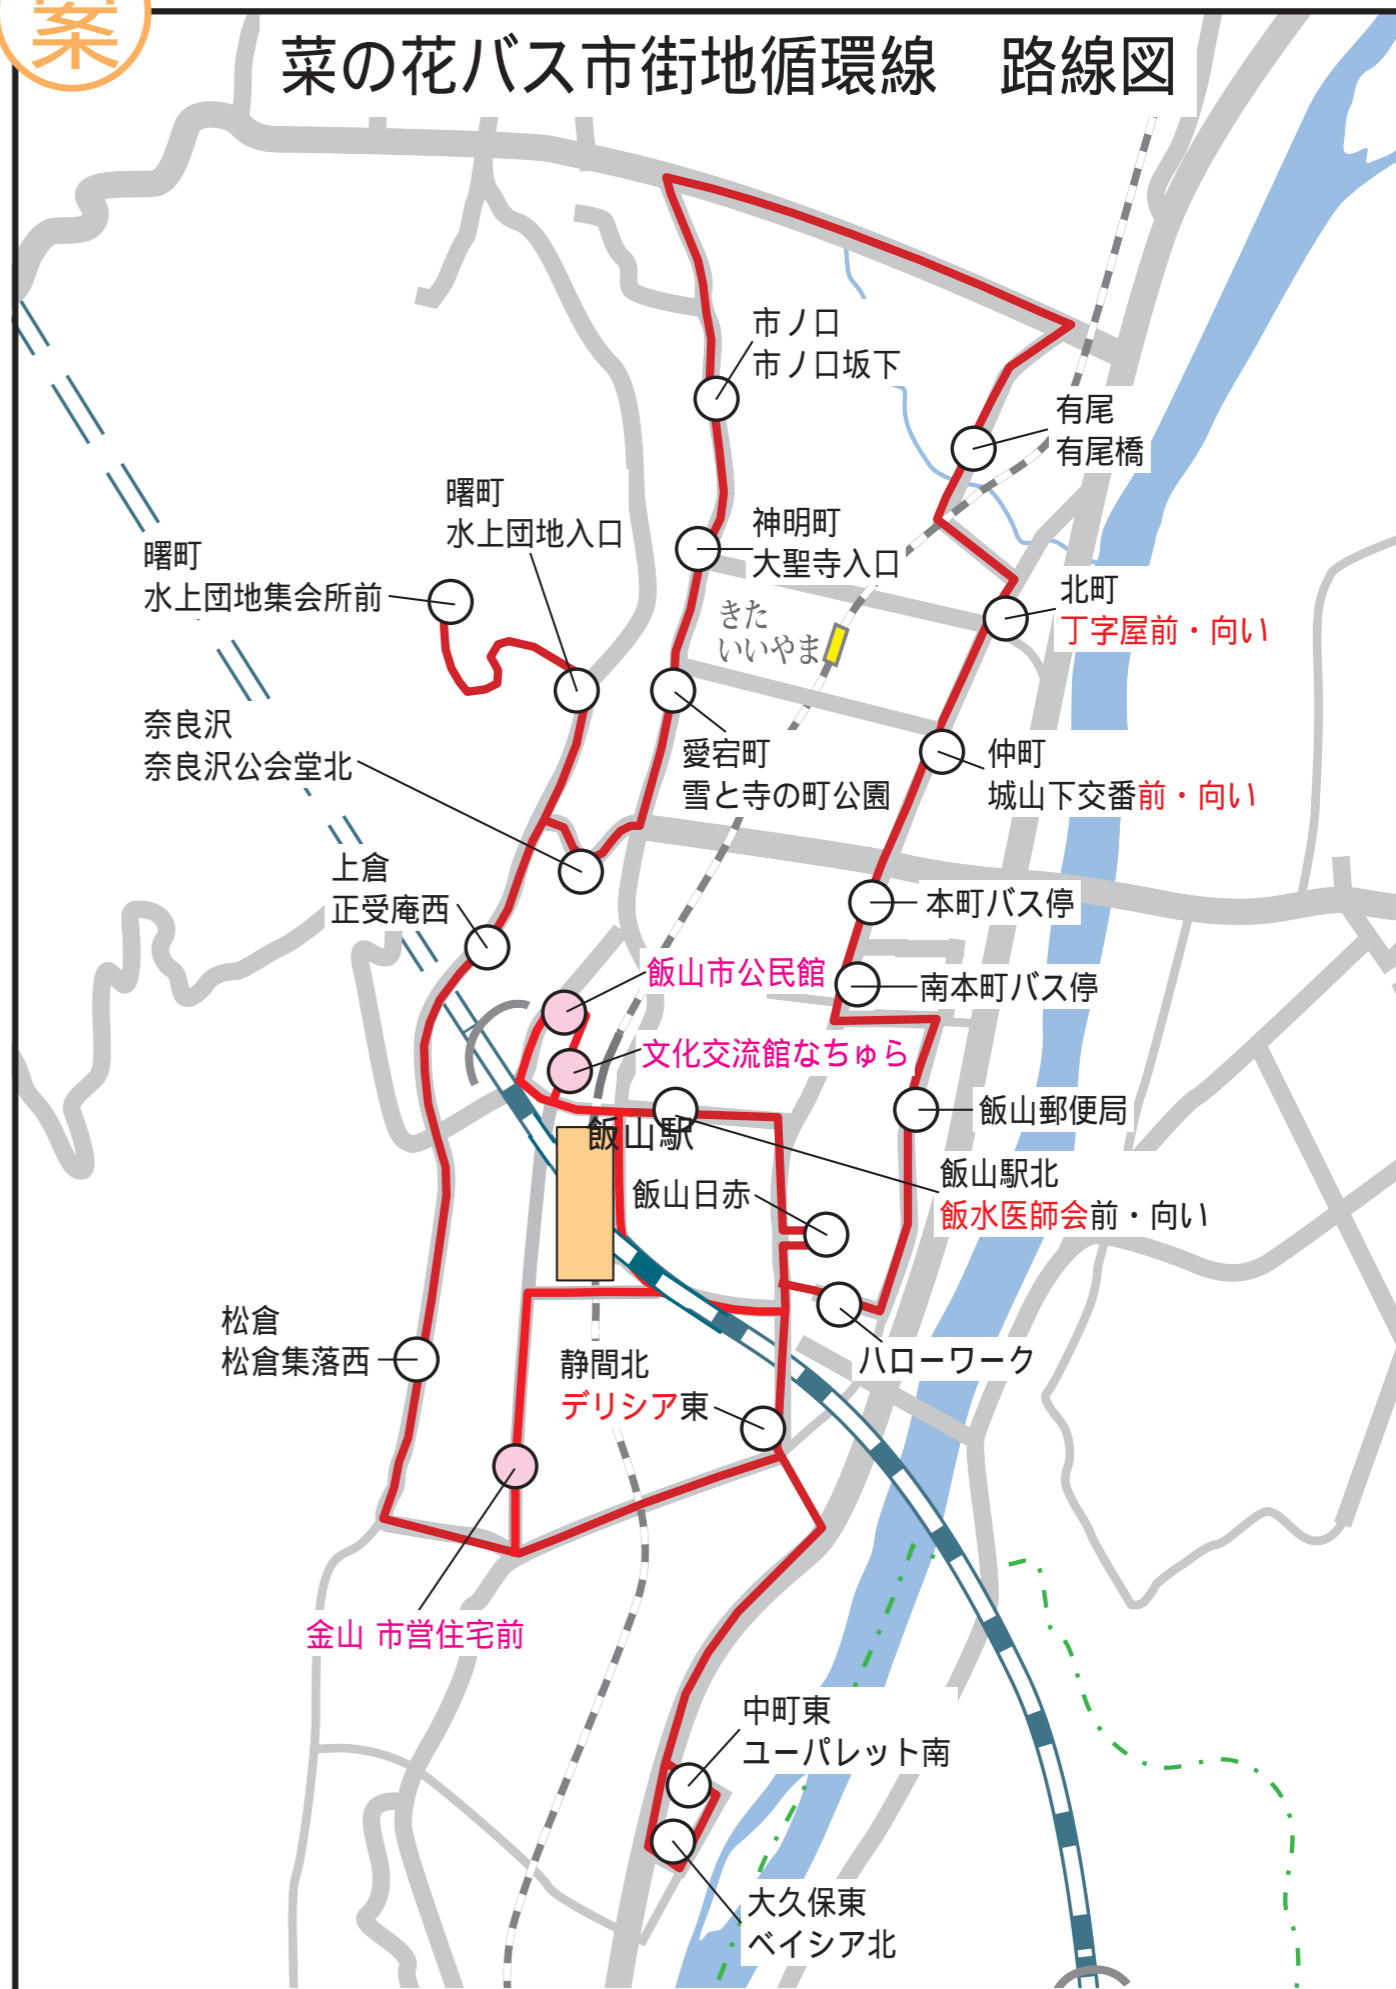 案
菜の花バス市街地循環線　路線図
市ノ口
市ノ口坂下
有尾
有尾橋
曙町
水上団地入口
神明町
大聖寺入口
曙町
水上団地集会所前
きた
いいやま
北町
丁字屋前・向い
奈良沢
奈良沢公会堂北
愛宕町
雪と寺の町公園
仲町
城山下交番前・向い
上倉
正受庵西
本町バス停
飯山市公民館
南本町バス停
文化交流館なちゅら
飯山郵便局
飯山駅
飯山駅北
飯水医師会前・向い
飯山日赤
松倉
松倉集落西
静間北
デリシア東
ハローワーク
金山 市営住宅前
中町東
ユーパレット南
大久保東
ベイシア北